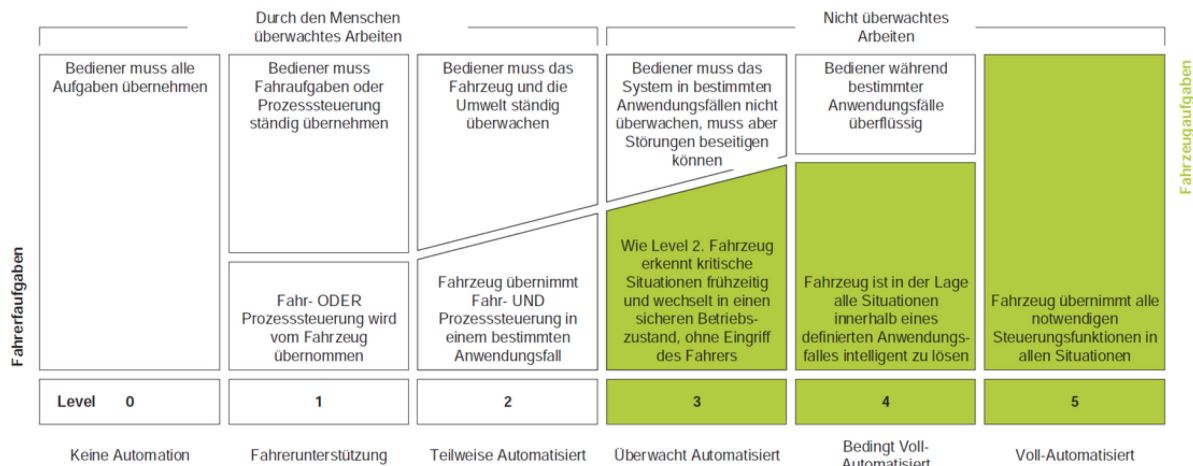 Durch den Menschen
überwachtes Arbeiten
Nicht überwachtes
Arbeiten
Bediener muss alle
Aufgaben übernehmen
Bediener muss
Fahraufgaben oder
Prozesssteuerung
ständig übernehmen
Bediener muss das
Fahrzeug und die
Umwelt ständig
überwachen
Bediener muss das
System in bestimmten
Anwendungsfällen nicht
überwachen, muss aber
Störungen beseitigen
können
Bediener während
bestimmter
Anwendungsfälle
überflüssig
Fahrzeugaufgaben
Fahreraufgaben
Fahr- ODER
Prozesssteuerung wird
vom Fahrzeug
übernommen
Fahrzeug übernimmt
Fahr- UND
Prozesssteuerung in
einem bestimmten
Anwendungsfall
Wie Level 2. Fahrzeug
erkennt kritische
Situationen frühzeitig
und wechselt in einen
sicheren Betriebs-
zustand, ohne Eingriff
des Fahrers
Fahrzeug ist in der Lage
alle Situationen
innerhalb eines
definierten Anwendungs-
falles intelligent zu lösen
Fahrzeug übernimmt alle
notwendigen
Steuerungsfunktionen in
allen Situationen
Level 0
1
2
3
4
5
Keine Automation
Fahrerunterstützung
Teilweise Automatisiert
Überwacht Automatisiert
Bedingt Voll-
Automatisiert
Voll-Automatisiert